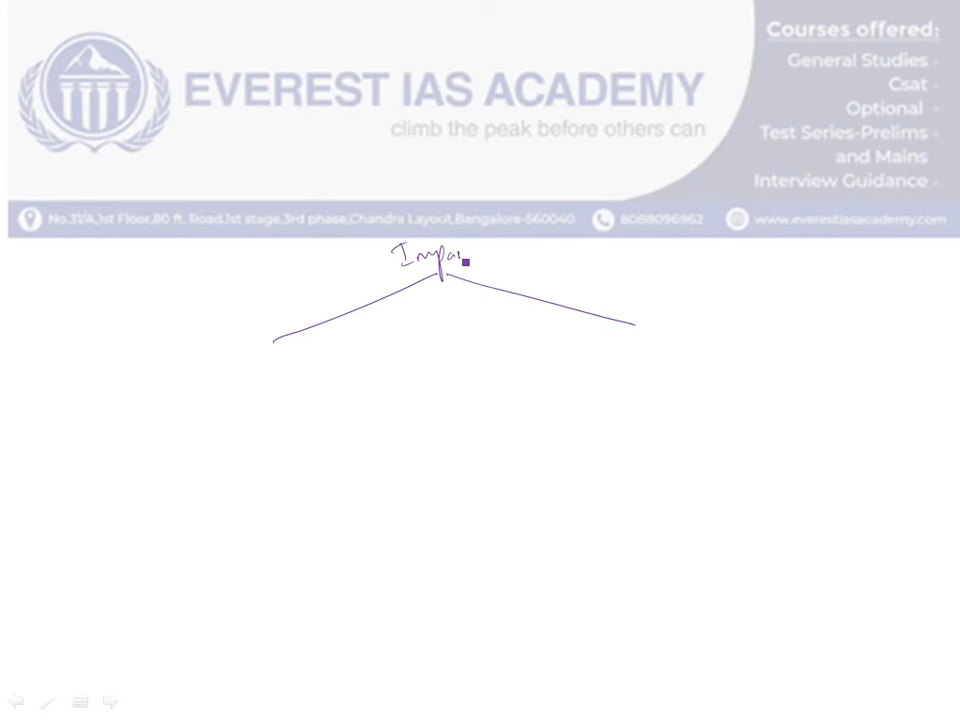 Courses offered:
General Studies
Csat
Optional
Test Series-Prelims
and Mains
Interview Guidance
EVEREST IAS ACADEMY
climb the peak before others can
No.31/A,1st Floor,80 ft. Road,1st stage,3rd phase,Chandra Layout,Bangalore-560040 8088096962 www.everestiasacademy.com
Impa